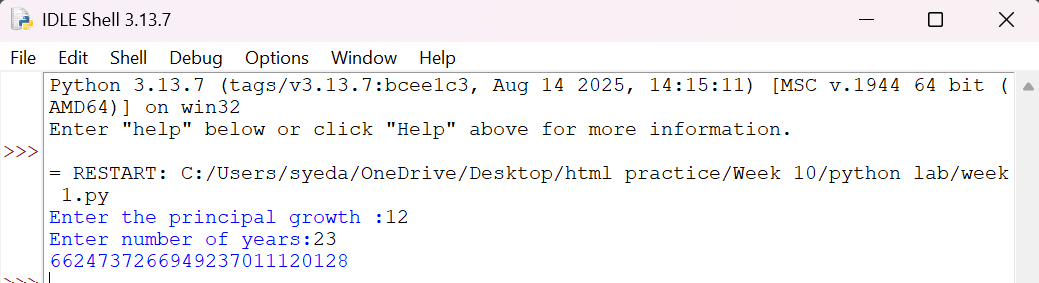 IDLE Shell 3.13.7
File Edit Shell Debug Options Window Help
Python 3.13.7 (tags/v3.13.7:bcee1c3, Aug 14 2025, 14:15:11) [MSC v.1944 64 bit (
AMD64)] on win32
Enter "help" below or click "Help" above for more information.
>>>
= RESTART: C:/Users/syeda/OneDrive/Desktop/html practice/Week 10/python lab/week
1.py
Enter the principal growth :12
Enter number of years:23
6624737266949237011120128
>>>